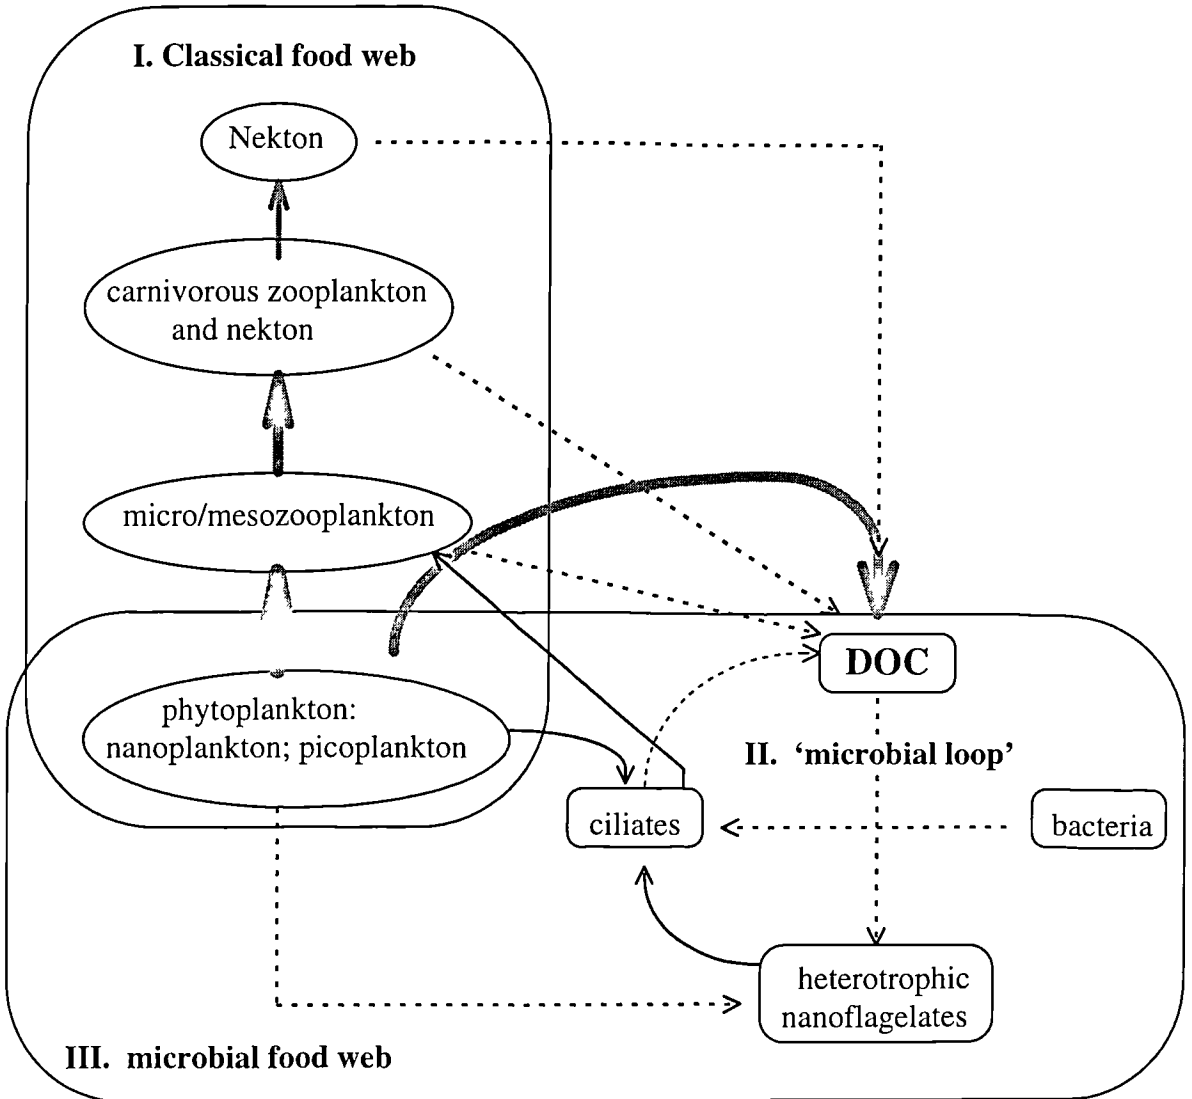 I. Classical food web
Nekton
carnivorous zooplankton
and nekton
micro/mesozooplankton
DOC
phytoplankton:
nanoplankton; picoplankton
II. ‘microbial loop’
ciliates
bacteria
heterotrophic
nanoflagelates
III. microbial food web